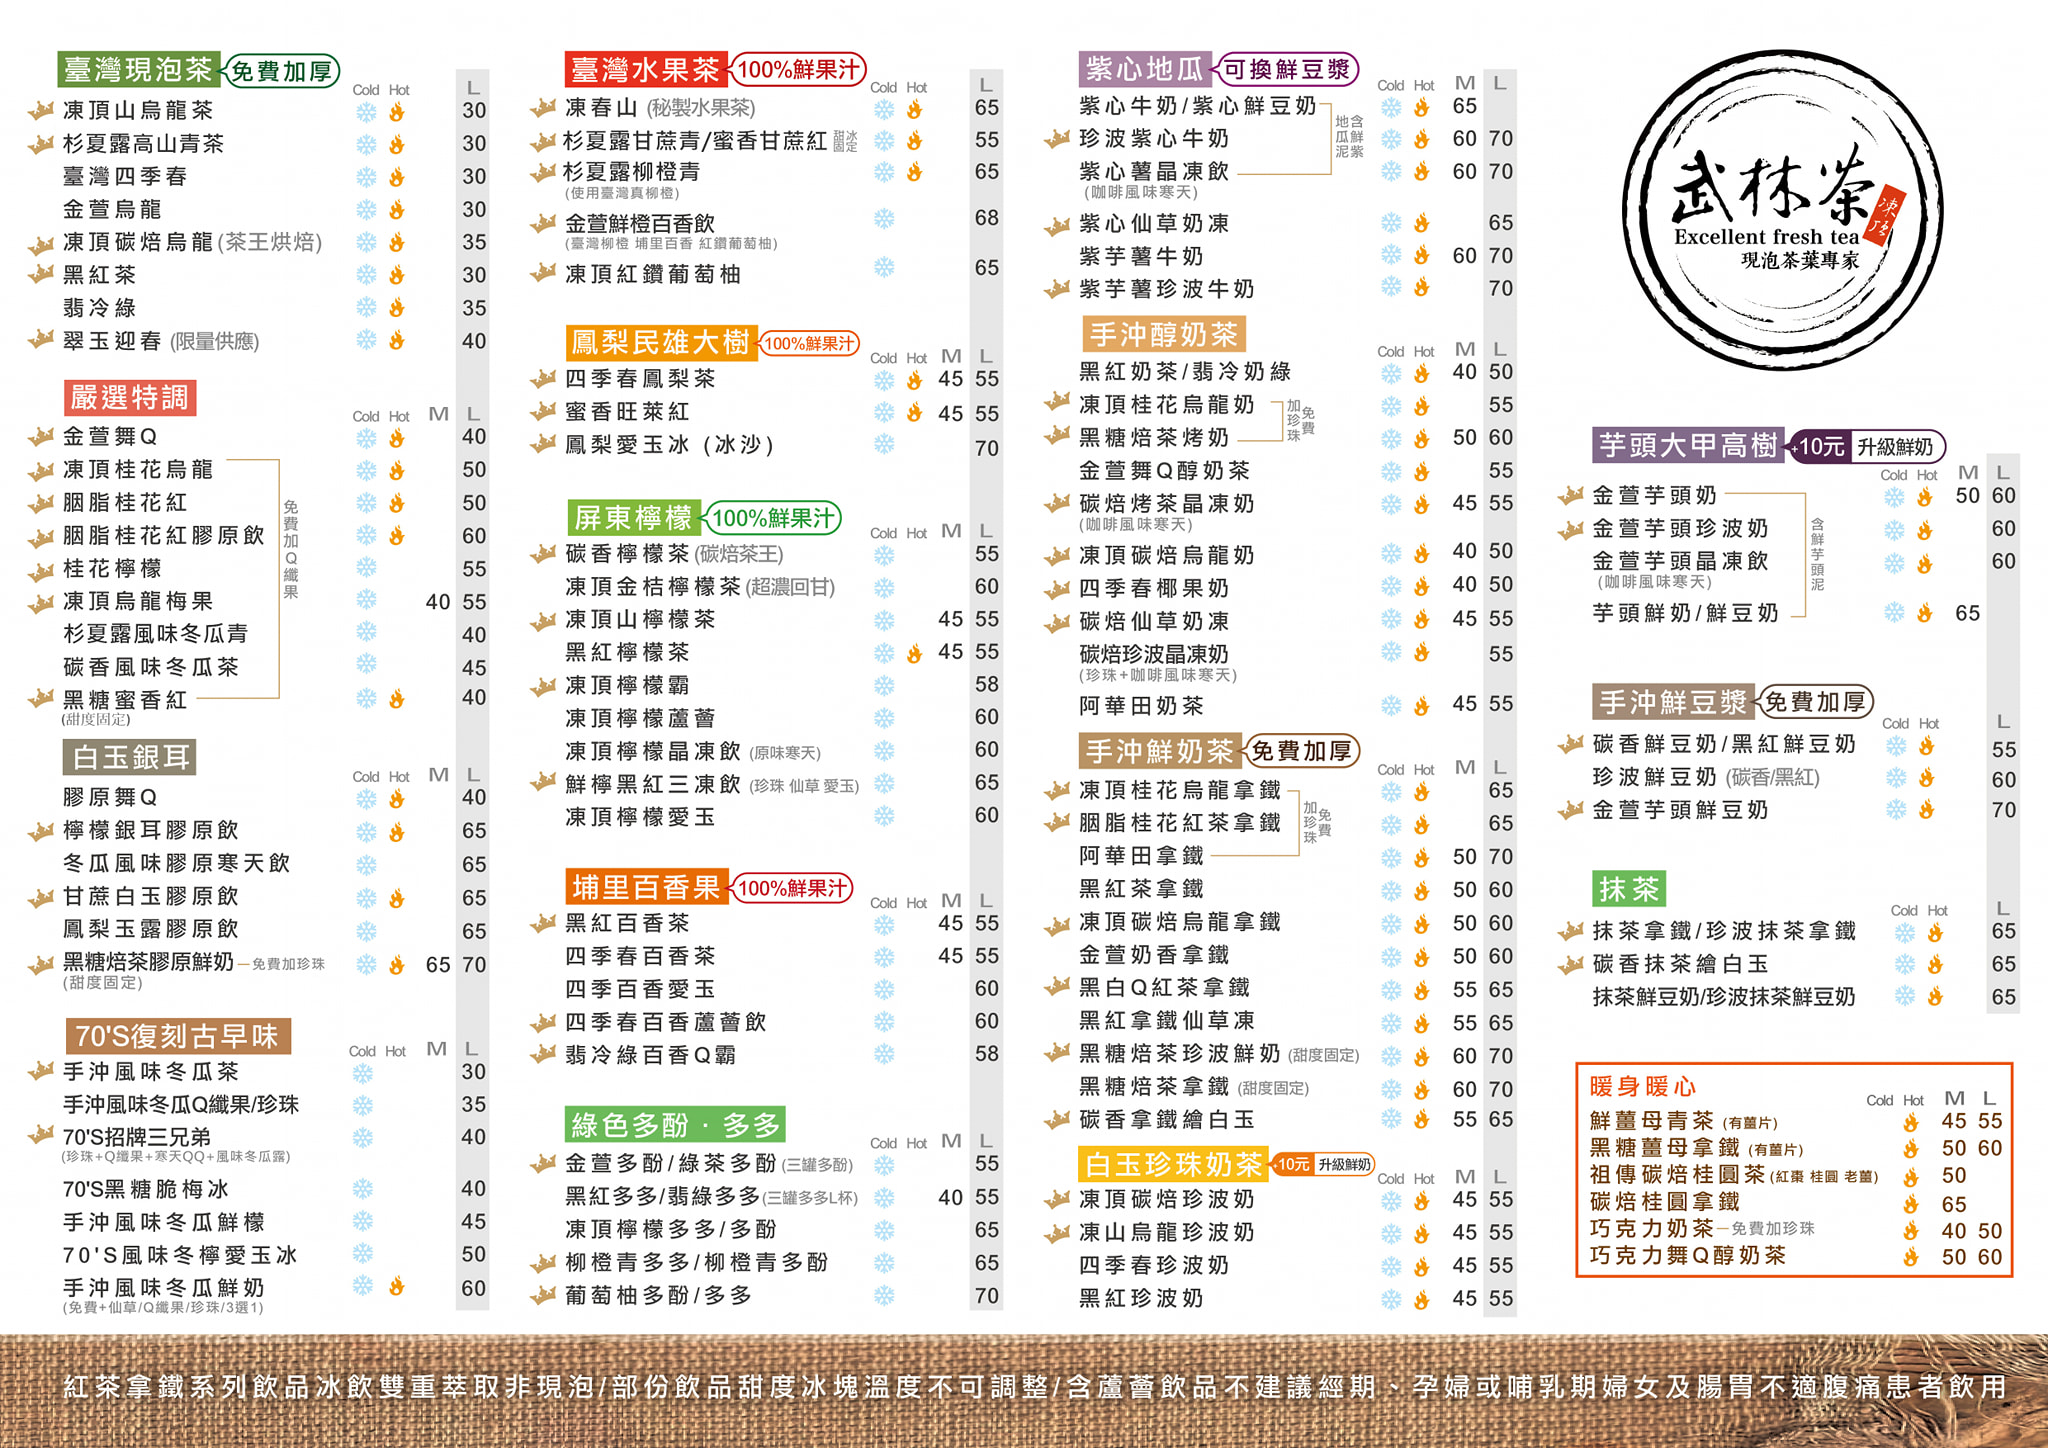 臺灣現泡茶 免費加厚
Cold Hot L
凍頂山烏龍茶 30
杉夏露高山青茶 30
臺灣四季春 30
金萱烏龍 30
凍頂碳焙烏龍(茶王烘焙) 35
黑紅茶 30
翡冷綠 35
翠玉迎春 (限量供應) 40
嚴選特調
Cold Hot M L
金萱舞Q 40
凍頂桂花烏龍 50
胭脂桂花紅 50
胭脂桂花紅膠原飲 60
桂花檸檬 55
凍頂烏龍梅果 40 55
杉夏露風味冬瓜青 40
碳香風味冬瓜茶 45
黑糖蜜香紅 40
(甜度固定)
免費加Q纖果
白玉銀耳
Cold Hot M L
膠原舞Q 40
檸檬銀耳膠原飲 65
冬瓜風味膠原寒天飲 65
甘蔗白玉膠原飲 65
鳳梨玉露膠原飲 65
黑糖焙茶膠原鮮奶 免費加珍珠 65 70
(甜度固定)
70'S復刻古早味
Cold Hot M L
手沖風味冬瓜茶 30
手沖風味冬瓜Q纖果/珍珠 35
70'S招牌三兄弟 40
(珍珠+Q纖果+寒天QQ+風味冬瓜露)
70'S黑糖脆梅冰 40
手沖風味冬瓜鮮檬 45
70'S風味冬檸愛玉冰 50
手沖風味冬瓜鮮奶 60
(免費+仙草/Q纖果/珍珠/3選1)
臺灣水果茶 100%鮮果汁
Cold Hot L
凍春山 (秘製水果茶) 65
杉夏露甘蔗青/蜜香甘蔗紅 甜冰固定 55
杉夏露柳橙青 65
(使用臺灣真柳橙)
金萱鮮橙百香飲 68
(臺灣柳橙 埔里百香 紅鑽葡萄柚)
凍頂紅鑽葡萄柚 65
鳳梨民雄大樹 100%鮮果汁
Cold Hot M L
四季春鳳梨茶 45 55
蜜香旺萊紅 45 55
鳳梨愛玉冰 (冰沙) 70
屏東檸檬 100%鮮果汁
Cold Hot M L
碳香檸檬茶 (碳焙茶王) 55
凍頂金桔檸檬茶 (超濃回甘) 60
凍頂山檸檬茶 45 55
黑紅檸檬茶 45 55
凍頂檸檬霸 58
凍頂檸檬蘆薈 60
凍頂檸檬晶凍飲 (原味寒天) 60
鮮檸黑紅三凍飲 (珍珠 仙草 愛玉) 65
凍頂檸檬愛玉 60
埔里百香果 100%鮮果汁
Cold Hot M L
黑紅百香茶 45 55
四季春百香茶 45 55
四季百香愛玉 60
四季春百香蘆薈飲 60
翡冷綠百香Q霸 58
綠色多酚·多多
Cold Hot M L
金萱多酚/綠茶多酚 (三罐多酚) 55
黑紅多多/翡綠多多 (三罐多多L杯) 40 55
凍頂檸檬多多/多酚 65
柳橙青多多/柳橙青多酚 65
葡萄柚多酚/多多 70
紫心地瓜 可換鮮豆漿
Cold Hot M L
紫心牛奶/紫心鮮豆奶 65
珍波紫心牛奶 60 70
紫心薯晶凍飲 60 70
(咖啡風味寒天)
含鮮紫地瓜泥
紫心仙草奶凍 65
紫芋薯牛奶 60 70
紫芋薯珍波牛奶 70
手沖醇奶茶
Cold Hot M L
黑紅奶茶/翡冷奶綠 40 50
凍頂桂花烏龍奶 55
黑糖焙茶烤奶 50 60
免費加珍珠
金萱舞Q醇奶茶 55
碳焙烤茶晶凍奶 45 55
(咖啡風味寒天)
凍頂碳焙烏龍奶 40 50
四季春椰果奶 40 50
碳焙仙草奶凍 45 55
碳焙珍波晶凍奶 55
(珍珠+咖啡風味寒天)
阿華田奶茶 45 55
手沖鮮奶茶 免費加厚
Cold Hot M L
凍頂桂花烏龍拿鐵 65
胭脂桂花紅茶拿鐵 65
阿華田拿鐵 50 70
免費加珍珠
黑紅茶拿鐵 50 60
凍頂碳焙烏龍拿鐵 50 60
金萱奶香拿鐵 50 60
黑白Q紅茶拿鐵 55 65
黑紅拿鐵仙草凍 55 65
黑糖焙茶珍波鮮奶 (甜度固定) 60 70
黑糖焙茶拿鐵 (甜度固定) 60 70
碳香拿鐵繪白玉 55 65
白玉珍珠奶茶 +10元 升級鮮奶
Cold Hot M L
凍頂碳焙珍波奶 45 55
凍山烏龍珍波奶 45 55
四季春珍波奶 45 55
黑紅珍波奶 45 55
武林茶
凍頂
Excellent fresh tea
現泡茶葉專家
芋頭大甲高樹 +10元 升級鮮奶
Cold Hot M L
金萱芋頭奶 50 60
金萱芋頭珍波奶 60
金萱芋頭晶凍飲 60
(咖啡風味寒天)
芋頭鮮奶/鮮豆奶 65
含鮮芋頭泥
手沖鮮豆漿 免費加厚
Cold Hot L
碳香鮮豆奶/黑紅鮮豆奶 55
珍波鮮豆奶 (碳香/黑紅) 60
金萱芋頭鮮豆奶 70
抹茶
Cold Hot L
抹茶拿鐵/珍波抹茶拿鐵 65
碳香抹茶繪白玉 65
抹茶鮮豆奶/珍波抹茶鮮豆奶 65
暖身暖心
Cold Hot M L
鮮薑母青茶 (有薑片) 45 55
黑糖薑母拿鐵 (有薑片) 50 60
祖傳碳焙桂圓茶 (紅棗 桂圓 老薑) 50
碳焙桂圓拿鐵 65
巧克力奶茶 免費加珍珠 40 50
巧克力舞Q醇奶茶 50 60
紅茶拿鐵系列飲品冰飲雙重萃取非現泡/部份飲品甜度冰塊溫度不可調整/含蘆薈飲品不建議經期、孕婦或哺乳期婦女及腸胃不適腹痛患者飲用